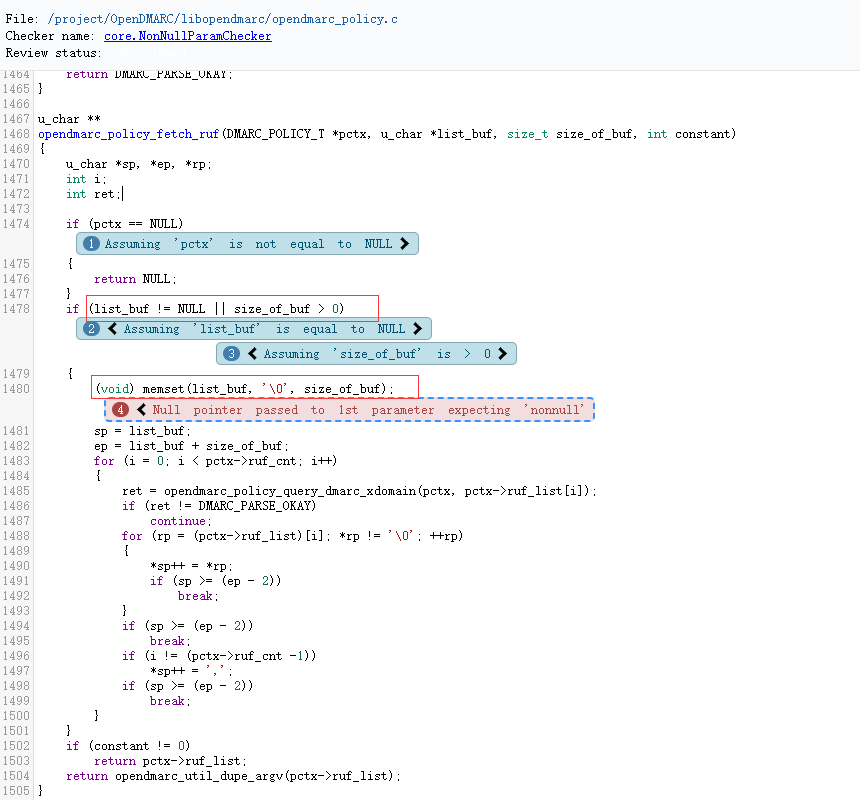 File: /project/OpenDMARC/libopendmarc/opendmarc_policy.c
Checker name: core.NonNullParamChecker
Review status:
1464         return DMARC_PARSE_OKAY;
1465 }
1466
1467 u_char **
1468 opendmarc_policy_fetch_ruf(DMARC_POLICY_T *pctx, u_char *list_buf, size_t size_of_buf, int constant)
1469 {
1470     u_char *sp, *ep, *rp;
1471     int i;
1472     int ret;
1473
1474     if (pctx == NULL)
1 Assuming 'pctx' is not equal to NULL >
1475     {
1476         return NULL;
1477     }
1478     if (list_buf != NULL || size_of_buf > 0)
2 < Assuming 'list_buf' is equal to NULL >
3 < Assuming 'size_of_buf' is > 0 >
1479     {
1480         (void) memset(list_buf, '\0', size_of_buf);
4 < Null pointer passed to 1st parameter expecting 'nonnull'
1481         sp = list_buf;
1482         ep = list_buf + size_of_buf;
1483         for (i = 0; i < pctx->ruf_cnt; i++)
1484         {
1485             ret = opendmarc_policy_query_dmarc_xdomain(pctx, pctx->ruf_list[i]);
1486             if (ret != DMARC_PARSE_OKAY)
1487                 continue;
1488             for (rp = (pctx->ruf_list)[i]; *rp != '\0'; ++rp)
1489             {
1490                 *sp++ = *rp;
1491                 if (sp >= (ep - 2))
1492                     break;
1493             }
1494             if (sp >= (ep - 2))
1495                 break;
1496             if (i != (pctx->ruf_cnt -1))
1497                 *sp++ = ',';
1498             if (sp >= (ep - 2))
1499                 break;
1500         }
1501     }
1502     if (constant != 0)
1503         return pctx->ruf_list;
1504     return opendmarc_util_dupe_argv(pctx->ruf_list);
1505 }